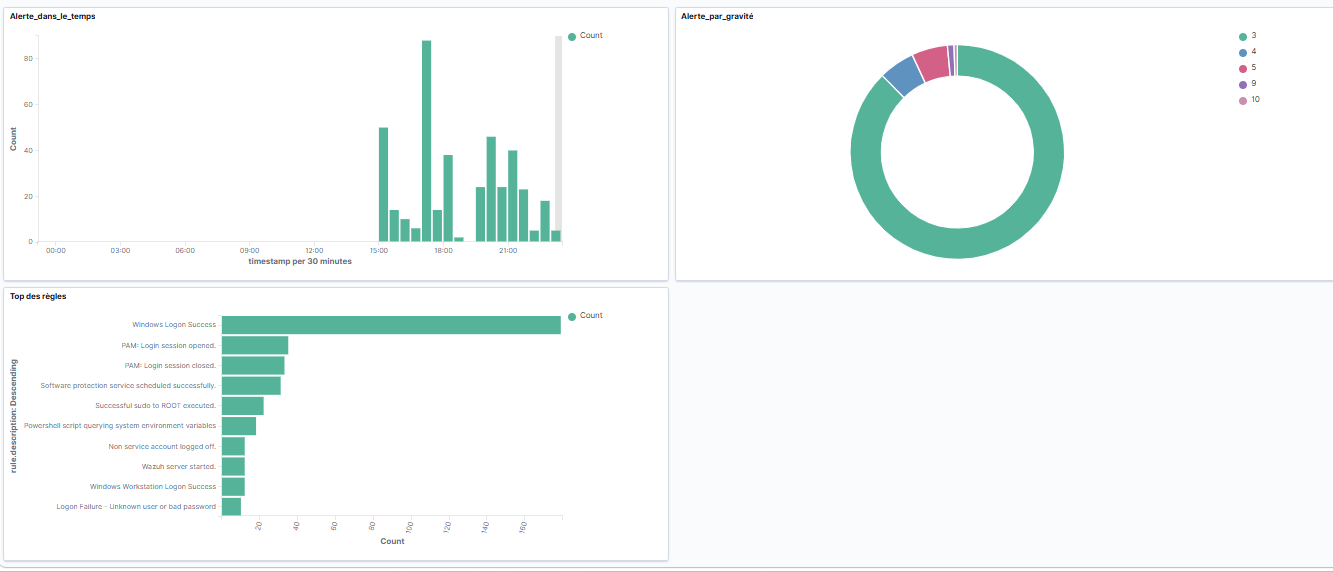 Alerte_dans_le_temps
Count
80
60
40
20
0
Count
00:00 03:00 06:00 09:00 12:00 15:00 18:00 21:00
timestamp per 30 minutes
Alerte_par_gravité
3
4
5
9
10
Top des règles
Count
rule.description: Descending
Windows Logon Success
PAM: Login session opened.
PAM: Login session closed.
Software protection service scheduled successfully.
Successful sudo to ROOT executed.
Powershell script querying system environment variables
Non service account logged off.
Wazuh server started.
Windows Workstation Logon Success
Logon Failure - Unknown user or bad password
20 40 60 80 100 120 140 160
Count